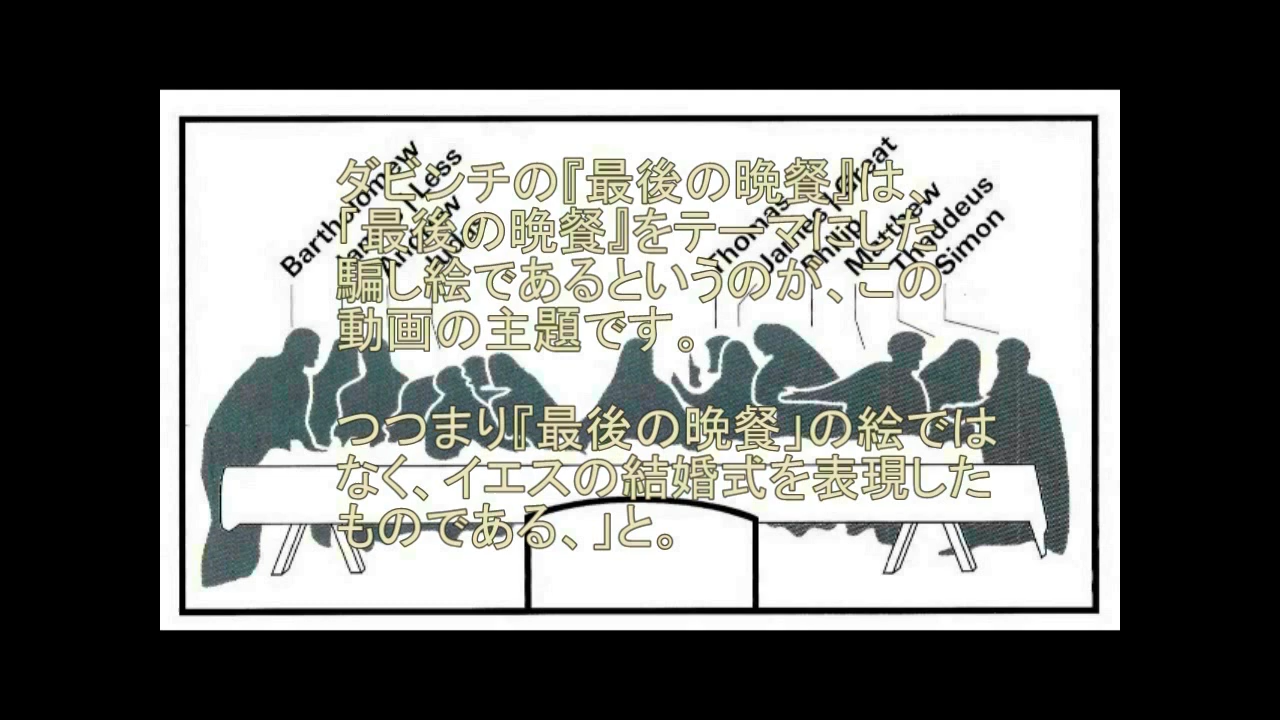 Bartholomew
James J Less
Andrew
Judas
Thomas
James J Great
Philip
Matthew
Thaddeus
Simon
ダビンチの『最後の晩餐』は、
「最後の晩餐』をテーマにした
騙し絵であるというのが、この
動画の主題です。
つつまり『最後の晩餐」の絵では
なく、イエスの結婚式を表現した
ものである、」と。